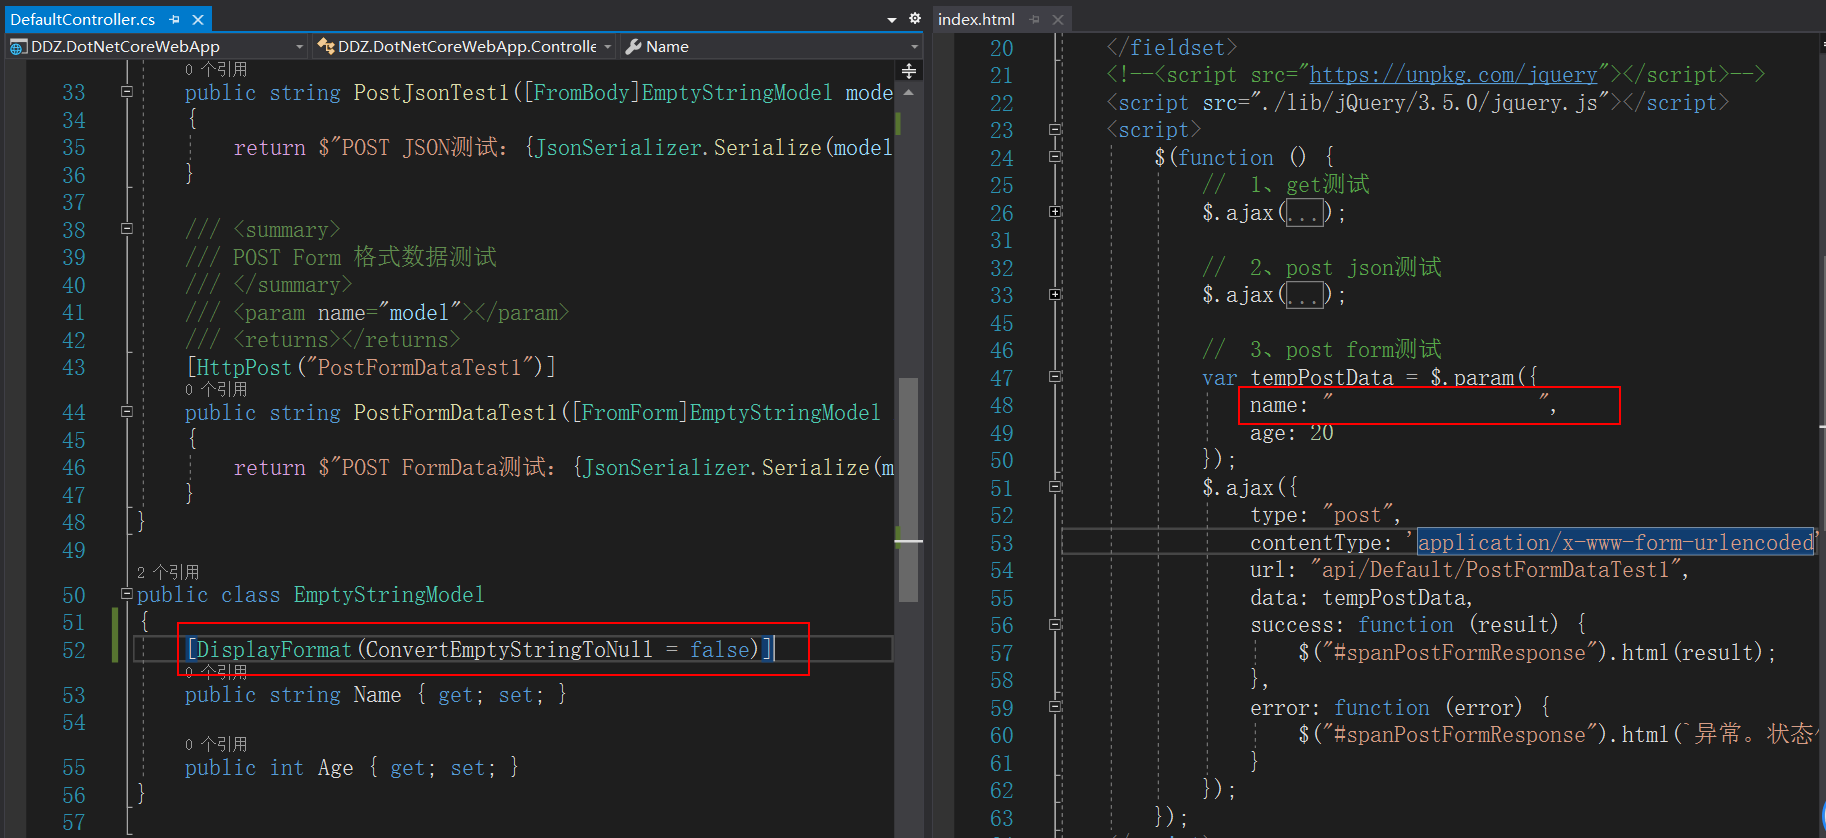 DefaultController.cs
DDZ.DotNetCoreWebApp
DDZ.DotNetCoreWebApp.Controlle
Name
0 个引用
33 public string PostJsonTest1([FromBody]EmptyStringModel mode
34 {
35 return $"POST JSON测试: {JsonSerializer.Serialize(model
36 }
37
38 /// <summary>
39 /// POST Form 格式数据测试
40 /// </summary>
41 /// <param name="model"></param>
42 /// <returns></returns>
43 [HttpPost("PostFormDataTest1")]
0 个引用
44 public string PostFormDataTest1([FromForm]EmptyStringModel
45 {
46 return $"POST FormData测试: {JsonSerializer.Serialize(m
47 }
48 }
49
2 个引用
50 public class EmptyStringModel
51 {
52 [DisplayFormat(ConvertEmptyStringToNull = false)]
0 个引用
53 public string Name { get; set; }
54
0 个引用
55 public int Age { get; set; }
56 }
57
index.html
20 </fieldset>
21 <!--<script src="https://unpkg.com/jquery"></script>-->
22 <script src="./lib/jQuery/3.5.0/jquery.js"></script>
23 <script>
24 $(function () {
25 // 1、get测试
26 $.ajax(...);
31
32 // 2、post json测试
33 $.ajax(...);
45
46 // 3、post form测试
47 var tempPostData = $.param({
48 name: "                 ",
49 age: 20
50 });
51 $.ajax({
52 type: "post",
53 contentType: 'application/x-www-form-urlencoded'
54 url: "api/Default/PostFormDataTest1",
55 data: tempPostData,
56 success: function (result) {
57 $("#spanPostFormResponse").html(result);
58 },
59 error: function (error) {
60 $("#spanPostFormResponse").html(`异常。状态
61 }
62 });
63 });